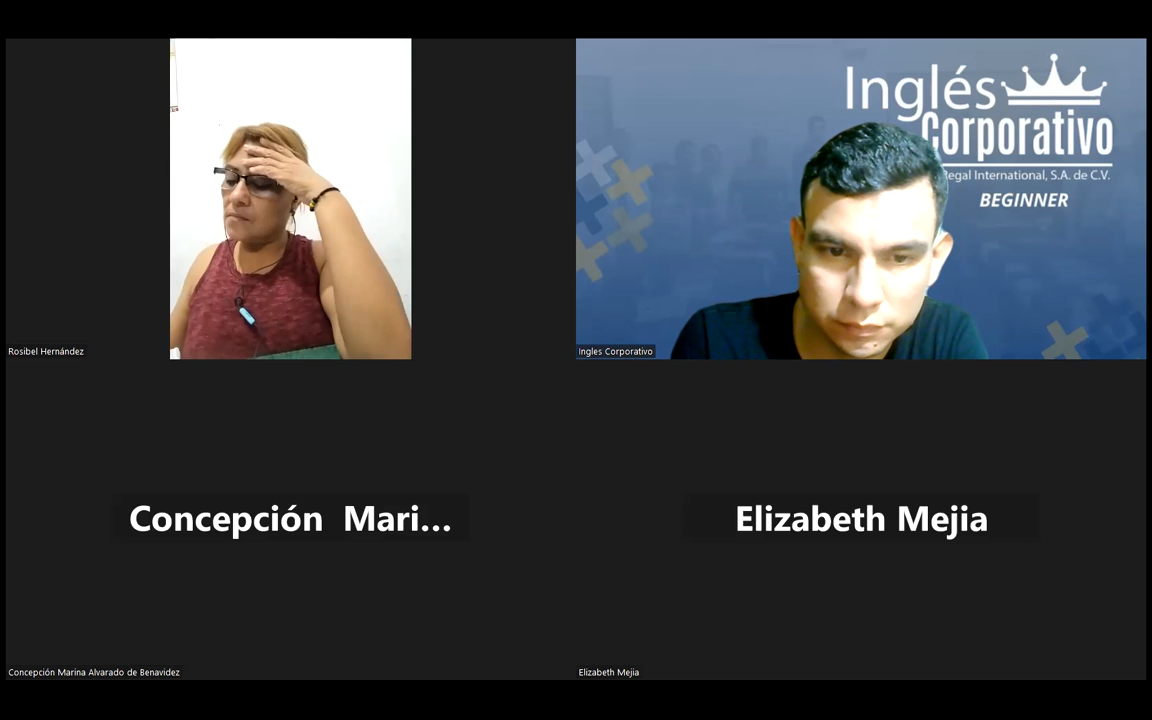 Inglés
Corporativo
Regal International, S.A. de C.V.
BEGINNER
Rosibel Hernández
Ingles Corporativo
Concepción Mari...
Elizabeth Mejia
Concepción Marina Alvarado de Benavidez
Elizabeth Mejia